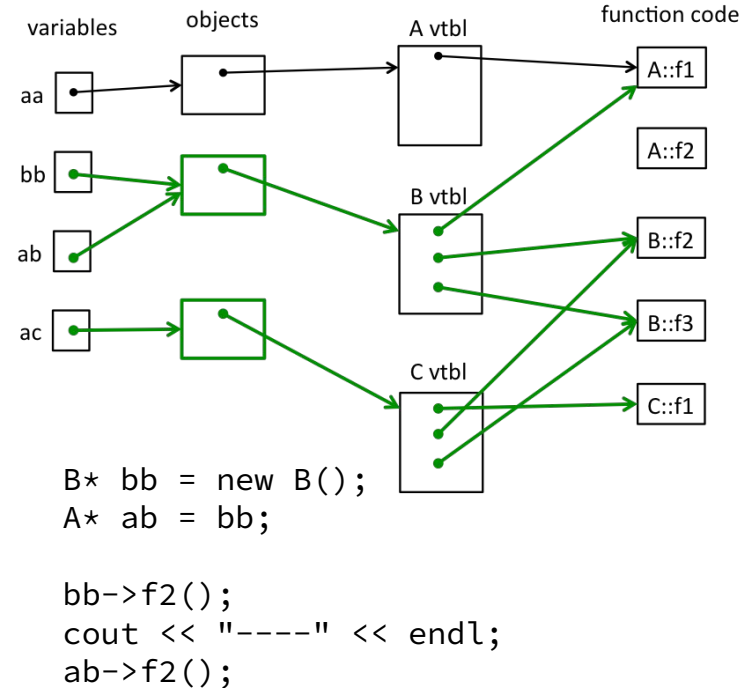 variables objects A vtbl function code
aa A::f1
A::f2
bb B vtbl
ab B::f2
ac B::f3
C vtbl C::f1
B* bb = new B();
A* ab = bb;
bb->f2();
cout << "----" << endl;
ab->f2();